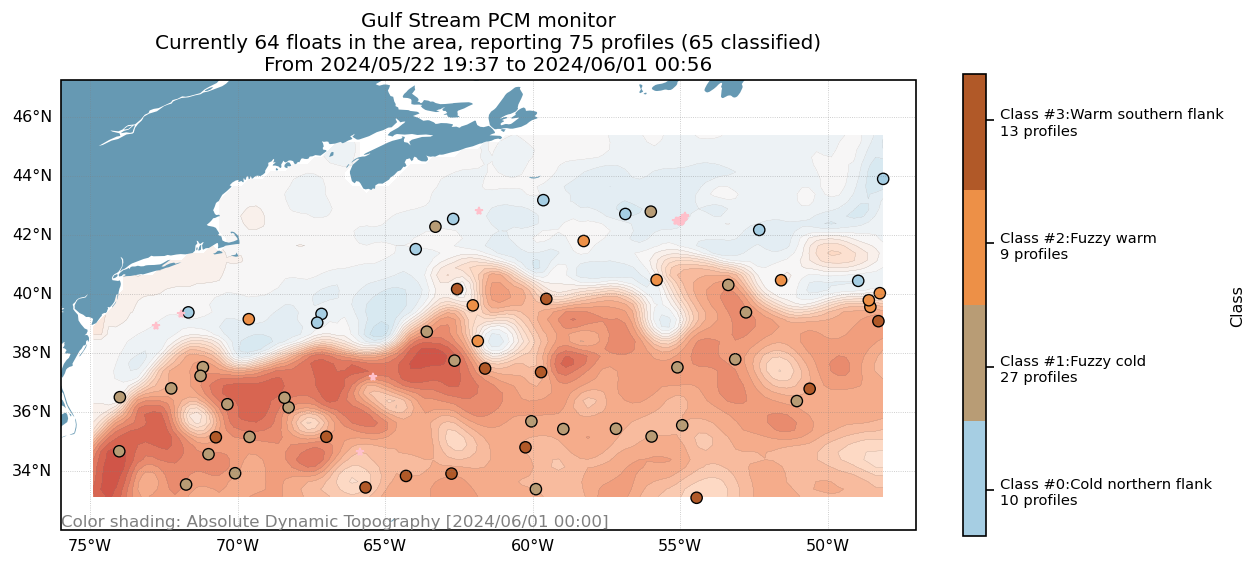 Gulf Stream PCM monitor
Currently 64 floats in the area, reporting 75 profiles (65 classified)
From 2024/05/22 19:37 to 2024/06/01 00:56
46°N
44°N
42°N
40°N
38°N
36°N
34°N
Color shading: Absolute Dynamic Topography [2024/06/01 00:00]
75°W
70°W
65°W
60°W
55°W
50°W
Class #3:Warm southern flank
13 profiles
Class #2:Fuzzy warm
9 profiles
Class #1:Fuzzy cold
27 profiles
Class #0:Cold northern flank
10 profiles
Class